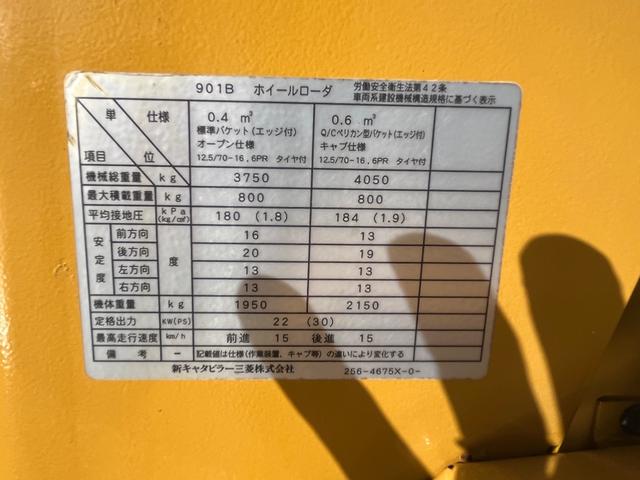 901B ホイールローダ 労働安全衛生法第42条
車両系建設機械構造規格に基づく表示
単 仕様 0.4 ㎥ 0.6 ㎥
標準バケット(エッジ付) Q/Cペリカン型バケット(エッジ付)
オープン仕様 キャブ仕様
項目 位 12.5/70-16,6PR タイヤ付 12.5/70-16,6PR タイヤ付
機械総重量 kg 3750 4050
最大積載重量 kg 800 800
平均接地圧 kPa (kg/c㎡) 180 (1.8) 184 (1.9)
安定度 前方向 度 16 13
後方向 20 19
左方向 13 13
右方向 13 13
機体重量 kg 1950 2150
定格出力 KW(PS) 22 (30)
最高走行速度 km/h 前進 15 後進 15
備考 - 記載値は仕様(作業装置、キャブ等)の違いにより変化する
新キャタピラー三菱株式会社 256-4675X-0-